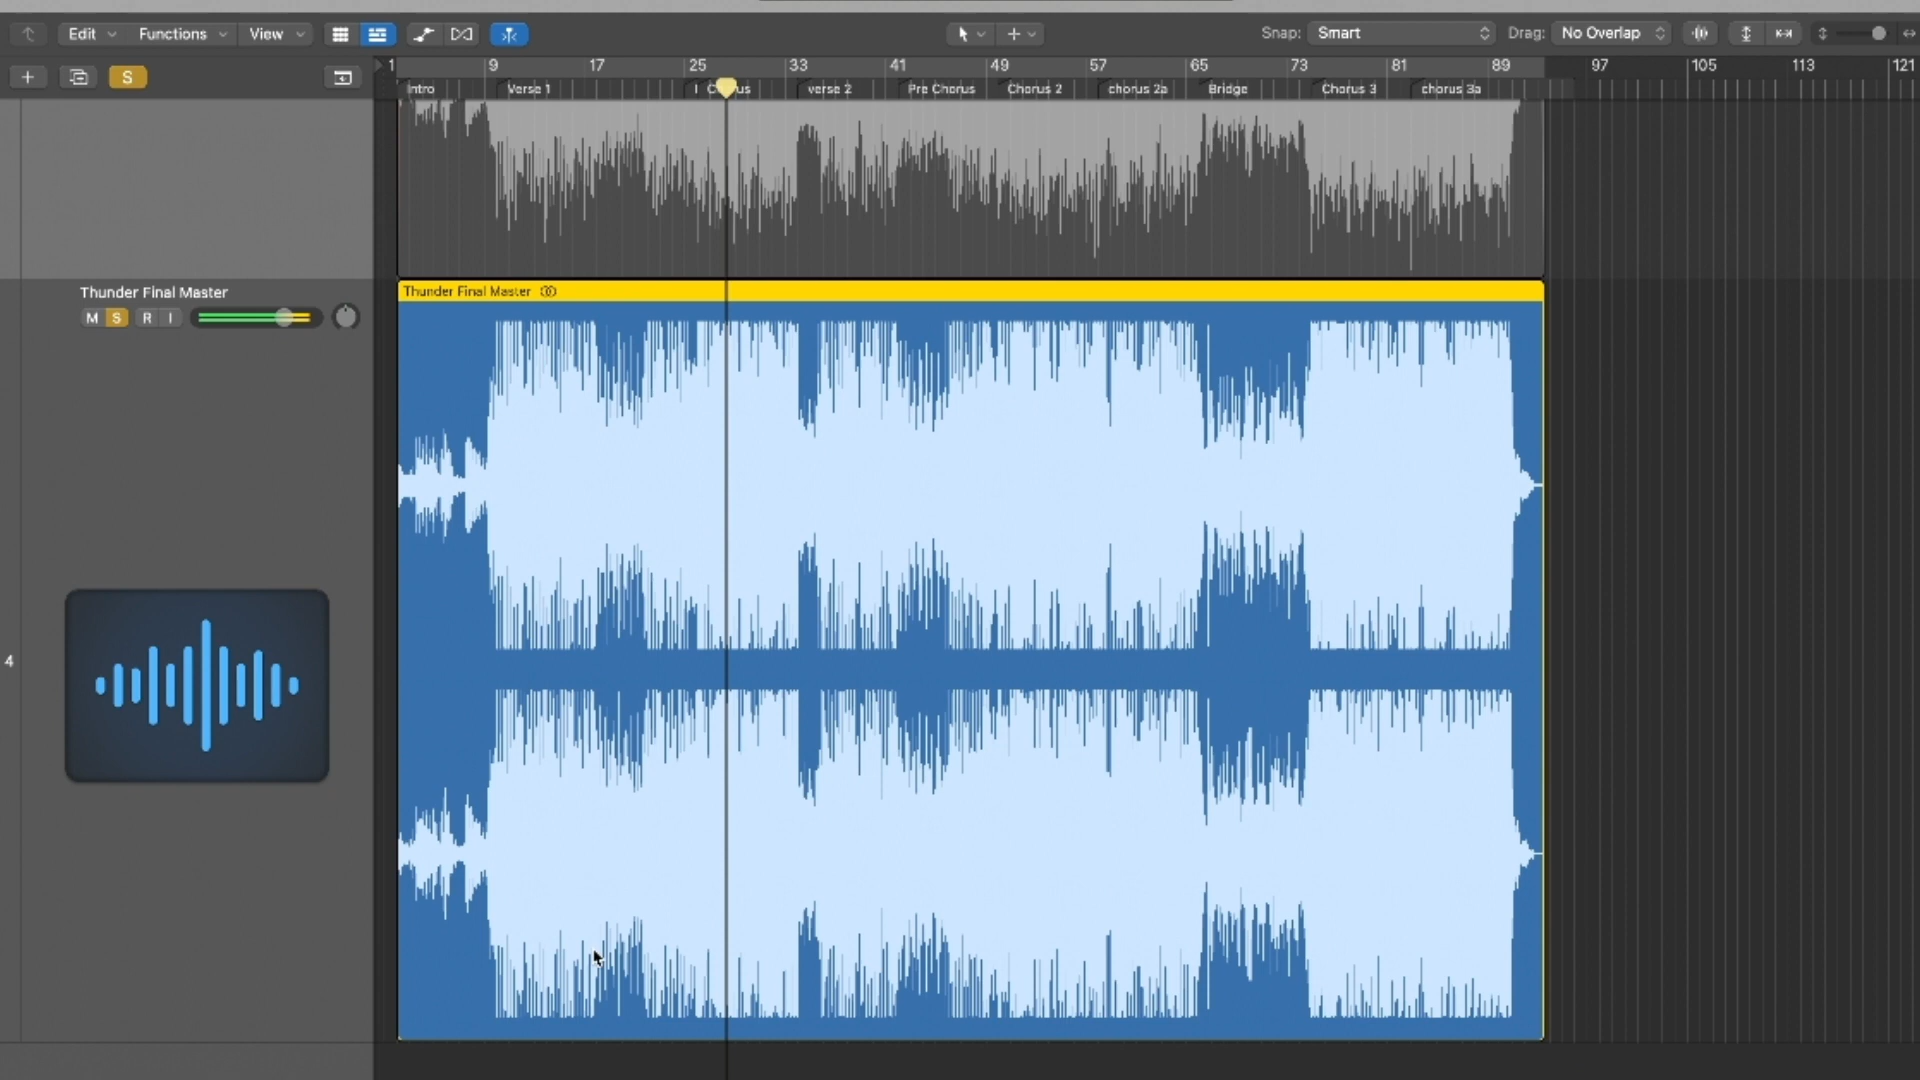 Edit Functions View Snap: Smart Drag: No Overlap
S
1 9 17 25 33 41 49 57 65 73 81 89 97 105 113 121
Intro Verse 1 verse 2 Pre Chorus Chorus 2 chorus 2a Bridge Chorus 3 chorus 3a
Thunder Final Master
M S R I
Thunder Final Master
4